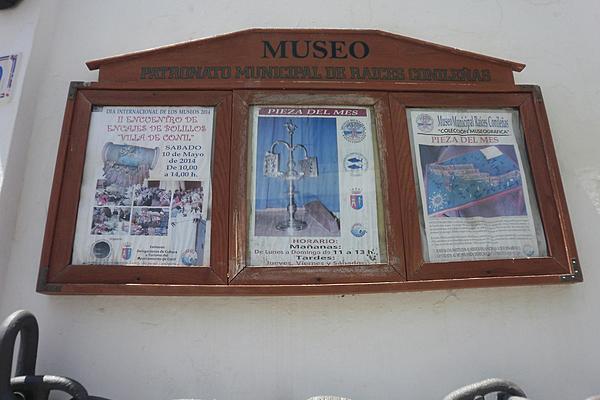 MUSEO
PATRONATO MUNICIPAL DE RAICES CONILEÑAS
DIA INTERNACIONAL DE LOS MUSEOS 2014
II ENCUENTRO DE
ENCAJES DE BOLILLOS
"VILLA DE CONIL"
SABADO
10 de Mayo
de 2014
De 10,00
a 14,00 h.
PIEZA DEL MES
HORARIO:
Mañanas:
De Lunes a Domingo de 11 a 13 h.
Tardes:
Jueves, Viernes y Sábados
Museo Municipal Raices Conileñas
"COLECCIÓN MUSEOGRAFICA"
PIEZA DEL MES